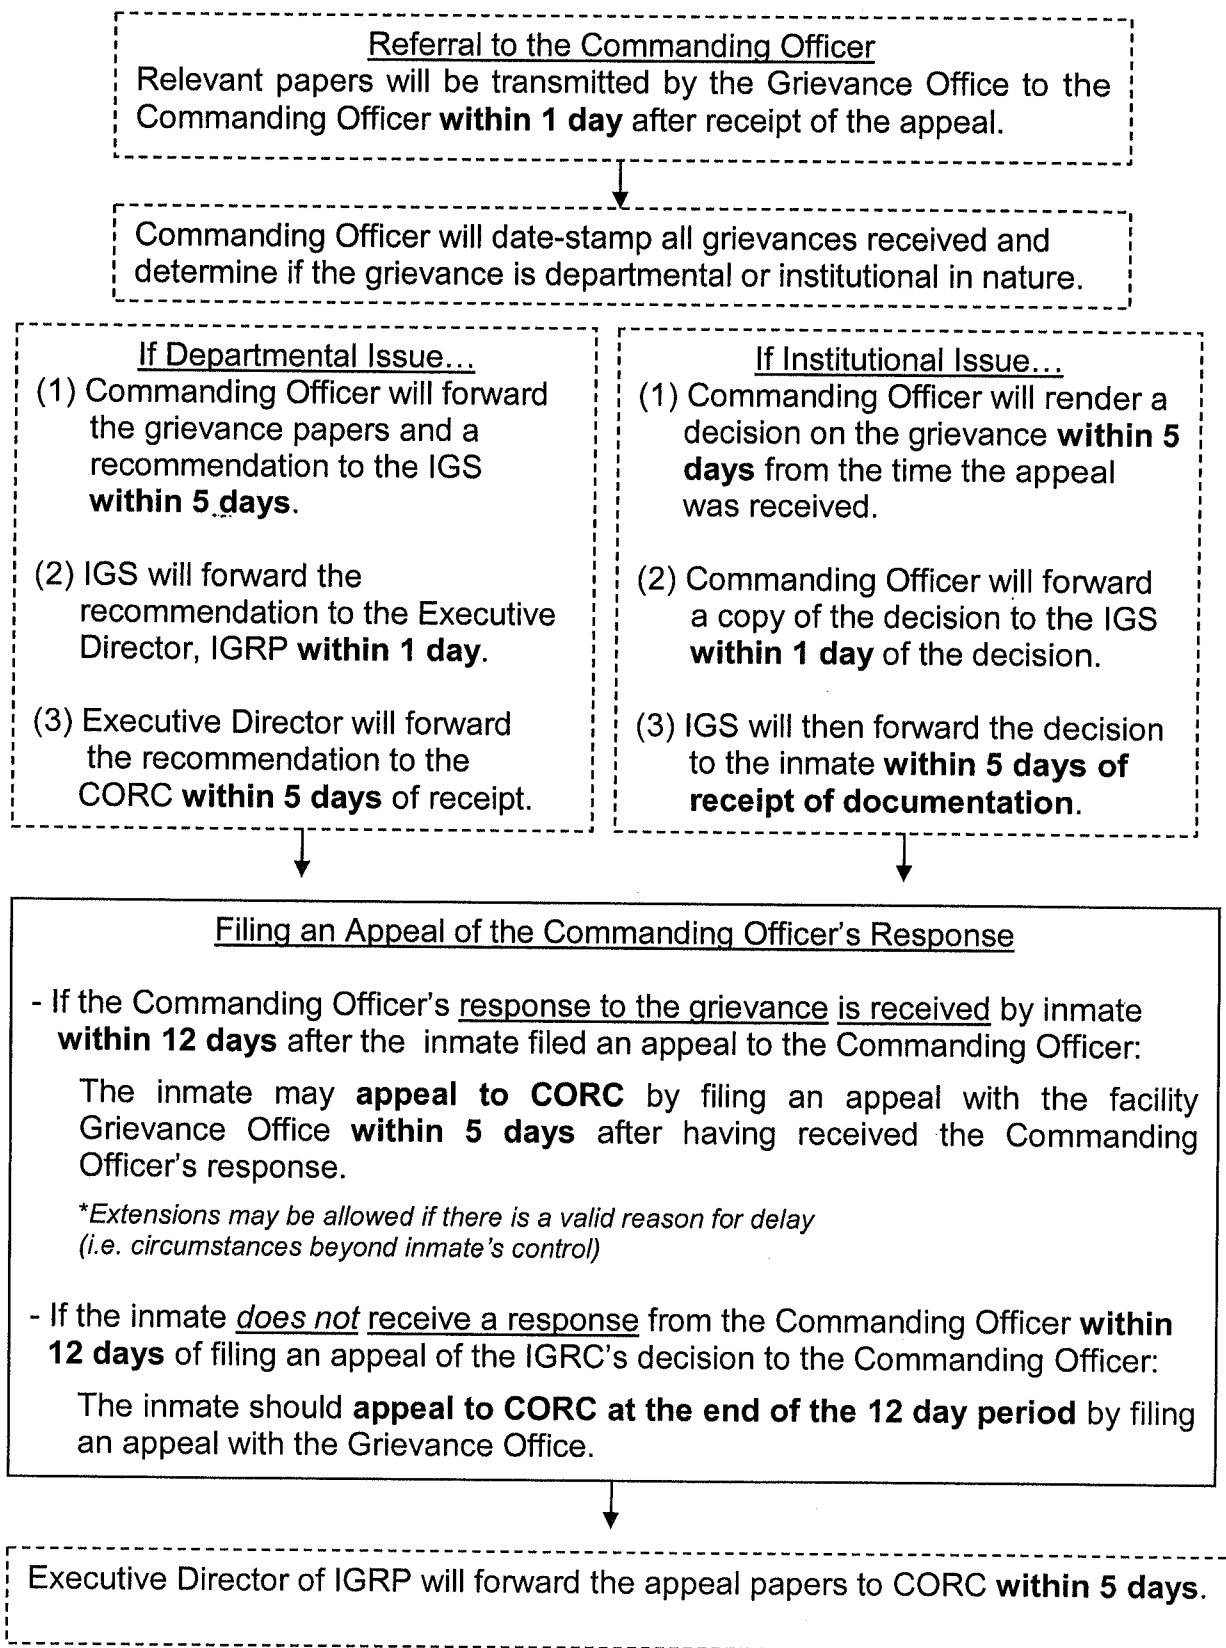 Referral to the Commanding Officer
Relevant papers will be transmitted by the Grievance Office to the
Commanding Officer within 1 day after receipt of the appeal.
Commanding Officer will date-stamp all grievances received and
determine if the grievance is departmental or institutional in nature.
If Departmental Issue...
(1) Commanding Officer will forward
the grievance papers and a
recommendation to the IGS
within 5 days.
(2) IGS will forward the
recommendation to the Executive
Director, IGRP within 1 day.
(3) Executive Director will forward
the recommendation to the
CORC within 5 days of receipt.
If Institutional Issue...
(1) Commanding Officer will render a
decision on the grievance within 5
days from the time the appeal
was received.
(2) Commanding Officer will forward
a copy of the decision to the IGS
within 1 day of the decision.
(3) IGS will then forward the decision
to the inmate within 5 days of
receipt of documentation.
Filing an Appeal of the Commanding Officer's Response
- If the Commanding Officer's response to the grievance is received by inmate
within 12 days after the inmate filed an appeal to the Commanding Officer:
The inmate may appeal to CORC by filing an appeal with the facility
Grievance Office within 5 days after having received the Commanding
Officer's response.
*Extensions may be allowed if there is a valid reason for delay
(i.e. circumstances beyond inmate's control)
- If the inmate does not receive a response from the Commanding Officer within
12 days of filing an appeal of the IGRC's decision to the Commanding Officer:
The inmate should appeal to CORC at the end of the 12 day period by filing
an appeal with the Grievance Office.
Executive Director of IGRP will forward the appeal papers to CORC within 5 days.